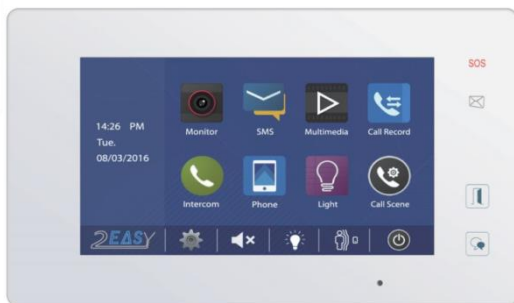 SOS
14:26 PM
Tue.
08/03/2016
Monitor
SMS
Multimedia
Call Record
Intercom
Phone
Light
Call Scene
2EASY